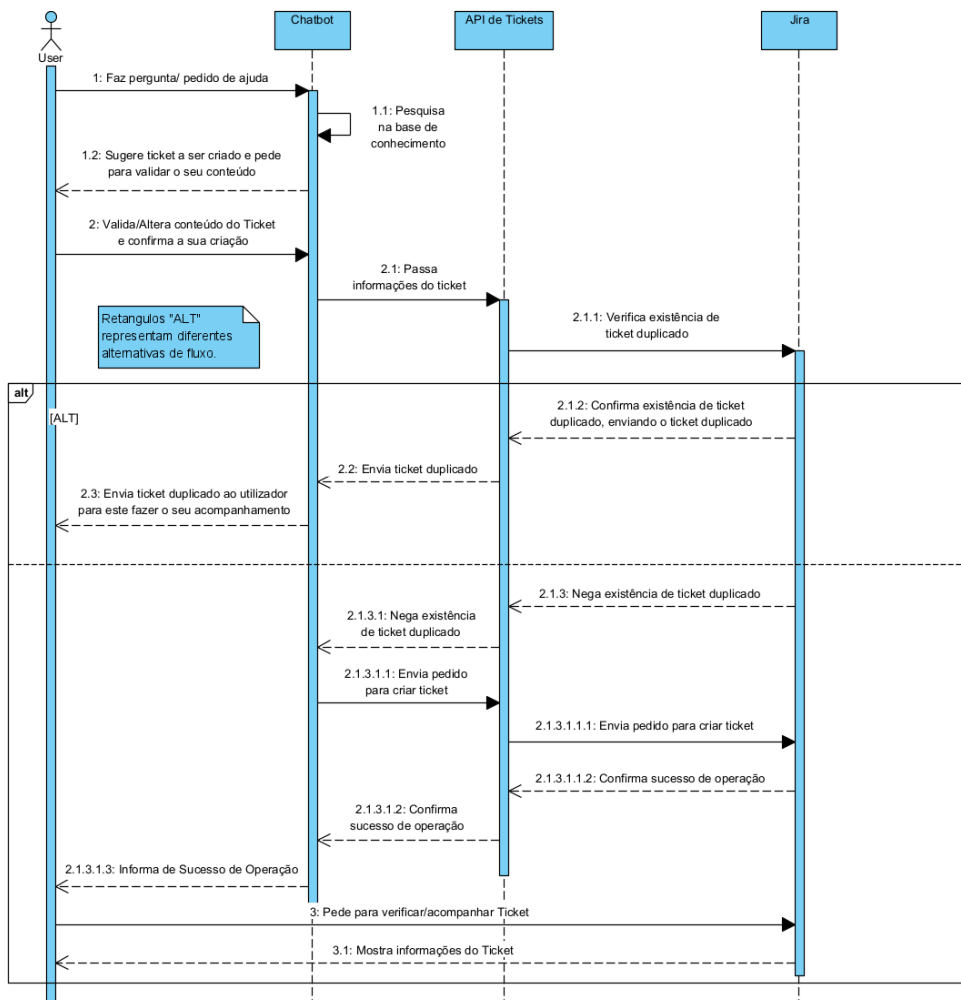 Chatbot
API de Tickets
Jira
User
1: Faz pergunta/ pedido de ajuda
1.1: Pesquisa
na base de
conhecimento
1.2: Sugere ticket a ser criado e pede
para validar o seu conteúdo
2: Valida/Altera conteúdo do Ticket
e confirma a sua criação
2.1: Passa
informações do ticket
Retangulos "ALT"
representam diferentes
alternativas de fluxo.
2.1.1: Verifica existência de
ticket duplicado
alt
[ALT]
2.1.2: Confirma existência de ticket
duplicado, enviando o ticket duplicado
2.2: Envia ticket duplicado
2.3: Envia ticket duplicado ao utilizador
para este fazer o seu acompanhamento
2.1.3: Nega existência de ticket duplicado
2.1.3.1: Nega existência
de ticket duplicado
2.1.3.1.1: Envia pedido
para criar ticket
2.1.3.1.1.1: Envia pedido para criar ticket
2.1.3.1.1.2: Confirma sucesso de operação
2.1.3.1.2: Confirma
sucesso de operação
2.1.3.1.3: Informa de Sucesso de Operação
3: Pede para verificar/acompanhar Ticket
3.1: Mostra informações do Ticket